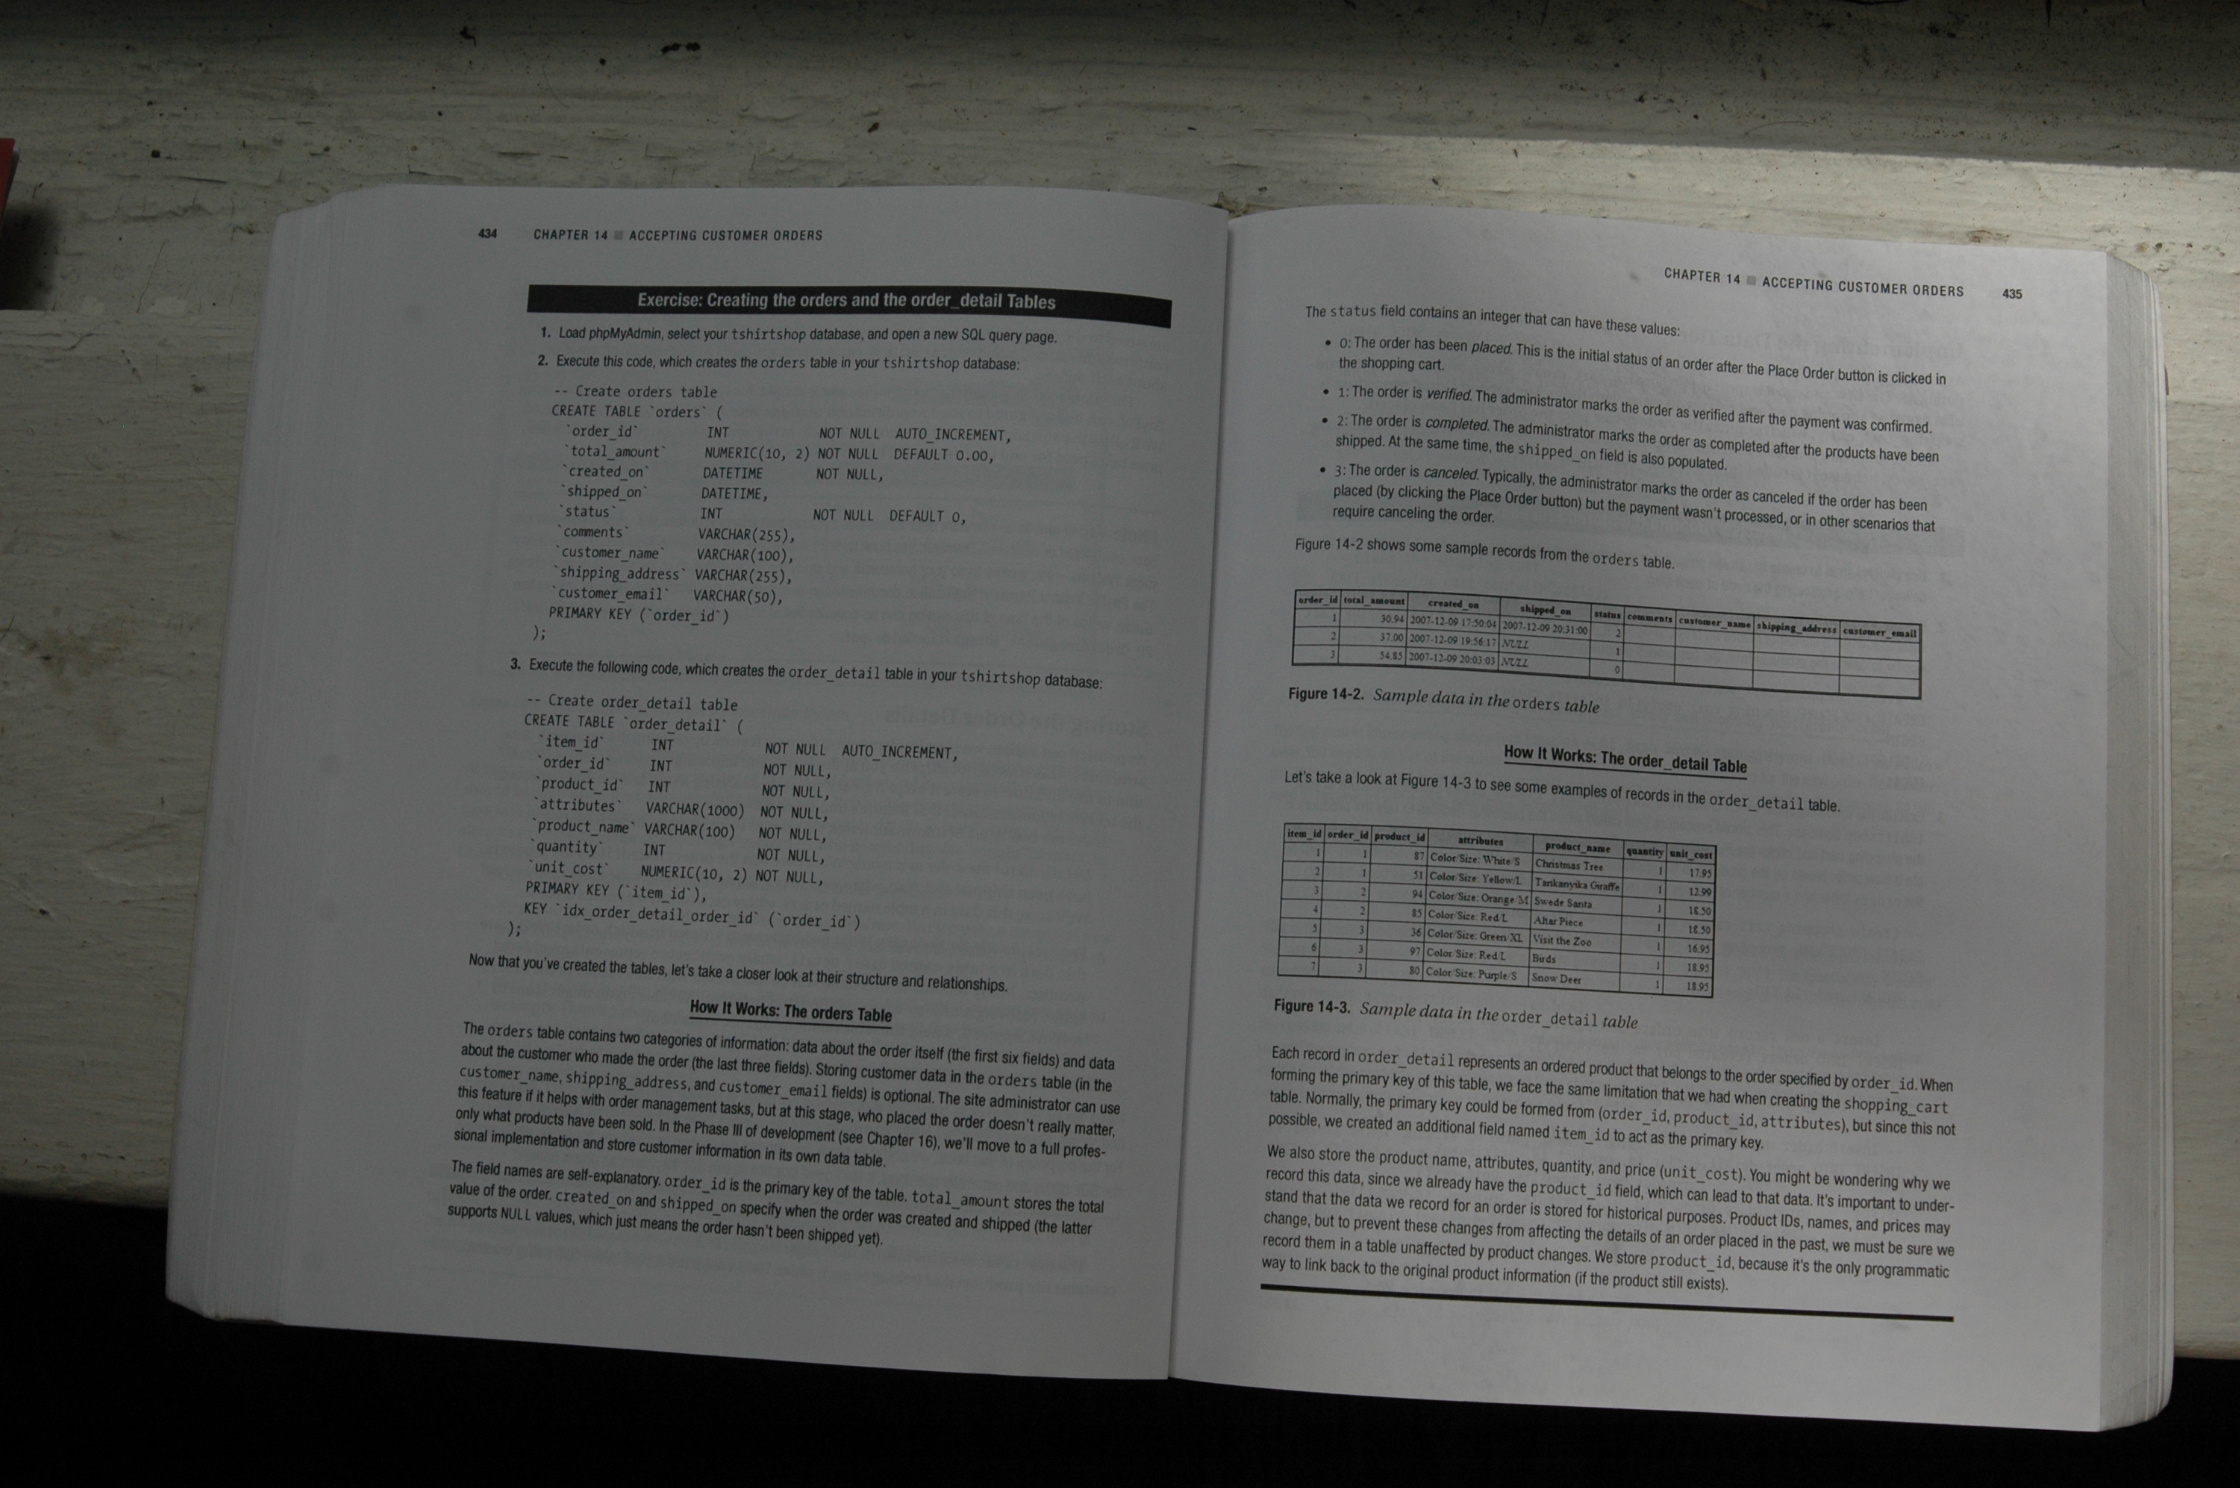 434 CHAPTER 14 ■ ACCEPTING CUSTOMER ORDERS
Exercise: Creating the orders and the order_detail Tables
1. Load phpMyAdmin, select your tshirtshop database, and open a new SQL query page.
2. Execute this code, which creates the orders table in your tshirtshop database:
-- Create orders table
CREATE TABLE `orders` (
`order_id` INT NOT NULL AUTO_INCREMENT,
`total_amount` NUMERIC(10, 2) NOT NULL DEFAULT 0.00,
`created_on` DATETIME NOT NULL,
`shipped_on` DATETIME,
`status` INT NOT NULL DEFAULT 0,
`comments` VARCHAR(255),
`customer_name` VARCHAR(100),
`shipping_address` VARCHAR(255),
`customer_email` VARCHAR(50),
PRIMARY KEY (`order_id`)
);
3. Execute the following code, which creates the order_detail table in your tshirtshop database:
-- Create order_detail table
CREATE TABLE `order_detail` (
`item_id` INT NOT NULL AUTO_INCREMENT,
`order_id` INT NOT NULL,
`product_id` INT NOT NULL,
`attributes` VARCHAR(1000) NOT NULL,
`product_name` VARCHAR(100) NOT NULL,
`quantity` INT NOT NULL,
`unit_cost` NUMERIC(10, 2) NOT NULL,
PRIMARY KEY (`item_id`),
KEY `idx_order_detail_order_id` (`order_id`)
);
Now that you've created the tables, let's take a closer look at their structure and relationships.
How It Works: The orders Table
The orders table contains two categories of information: data about the order itself (the first six fields) and data
about the customer who made the order (the last three fields). Storing customer data in the orders table (in the
customer_name, shipping_address, and customer_email fields) is optional. The site administrator can use
this feature if it helps with order management tasks, but at this stage, who placed the order doesn't really matter,
only what products have been sold. In the Phase III of development (see Chapter 16), we'll move to a full profes-
sional implementation and store customer information in its own data table.
The field names are self-explanatory. order_id is the primary key of the table. total_amount stores the total
value of the order. created_on and shipped_on specify when the order was created and shipped (the latter
supports NULL values, which just means the order hasn't been shipped yet).
CHAPTER 14 ■ ACCEPTING CUSTOMER ORDERS 435
The status field contains an integer that can have these values:
• 0: The order has been placed. This is the initial status of an order after the Place Order button is clicked in
the shopping cart.
• 1: The order is verified. The administrator marks the order as verified after the payment was confirmed.
• 2: The order is completed. The administrator marks the order as completed after the products have been
shipped. At the same time, the shipped_on field is also populated.
• 3: The order is canceled. Typically, the administrator marks the order as canceled if the order has been
placed (by clicking the Place Order button) but the payment wasn't processed, or in other scenarios that
require canceling the order.
Figure 14-2 shows some sample records from the orders table.
order_id total_amount created_on shipped_on status comments customer_name shipping_address customer_email
1 30.94 2007-12-09 17:50:04 2007-12-09 20:31:00 2
2 37.00 2007-12-09 19:56:17 NULL 1
3 54.85 2007-12-09 20:03:03 NULL 0
Figure 14-2. Sample data in the orders table
How It Works: The order_detail Table
Let's take a look at Figure 14-3 to see some examples of records in the order_detail table.
item_id order_id product_id attributes product_name quantity unit_cost
1 1 87 Color/Size: White/S Christmas Tree 1 17.95
2 1 51 Color/Size: Yellow/L Tankanyika Giraffe 1 12.99
3 2 94 Color/Size: Orange/M Swede Santa 1 18.50
4 2 85 Color/Size: Red/L Altar Piece 1 18.50
5 3 36 Color/Size: Green/XL Visit the Zoo 1 16.95
6 3 97 Color/Size: Red/L Birds 1 18.95
7 3 80 Color/Size: Purple/S Snow Deer 1 18.95
Figure 14-3. Sample data in the order_detail table
Each record in order_detail represents an ordered product that belongs to the order specified by order_id. When
forming the primary key of this table, we face the same limitation that we had when creating the shopping_cart
table. Normally, the primary key could be formed from (order_id, product_id, attributes), but since this not
possible, we created an additional field named item_id to act as the primary key.
We also store the product name, attributes, quantity, and price (unit_cost). You might be wondering why we
record this data, since we already have the product_id field, which can lead to that data. It's important to under-
stand that the data we record for an order is stored for historical purposes. Product IDs, names, and prices may
change, but to prevent these changes from affecting the details of an order placed in the past, we must be sure we
record them in a table unaffected by product changes. We store product_id, because it's the only programmatic
way to link back to the original product information (if the product still exists).